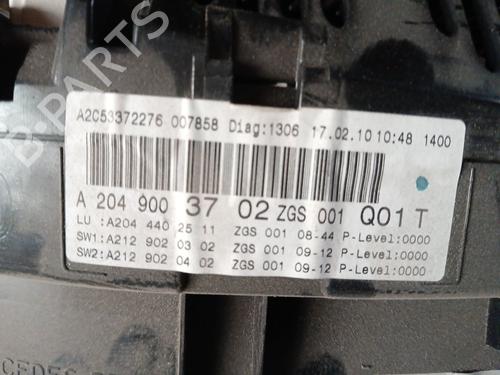 A2C53372276 007858 Diag:1306 17.02.10 10:48 1400
A 204 900 37 02 ZGS 001 Q01 T
LU :A204 440 25 11 ZGS 001 08-44 P-Level:0000
SW1:A212 902 03 02 ZGS 001 09-12 P-Level:0000
SW2:A212 902 04 02 ZGS 001 09-12 P-Level:0000